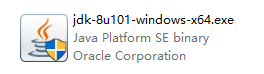 jdk-8u101-windows-x64.exe
Java Platform SE binary
Oracle Corporation